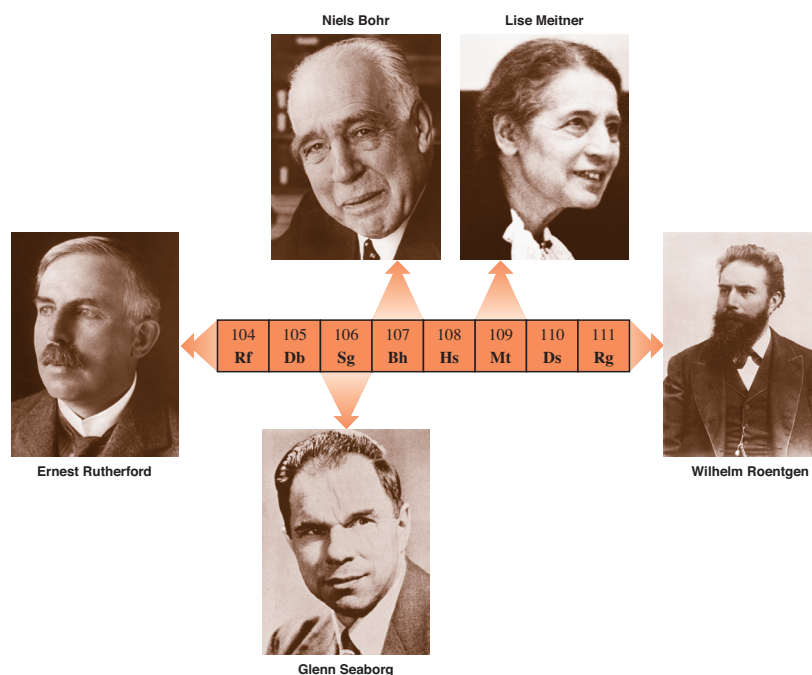 Niels Bohr
Lise Meitner
104 105 106 107 108 109 110 111
Rf Db Sg Bh Hs Mt Ds Rg
Ernest Rutherford
Wilhelm Roentgen
Glenn Seaborg